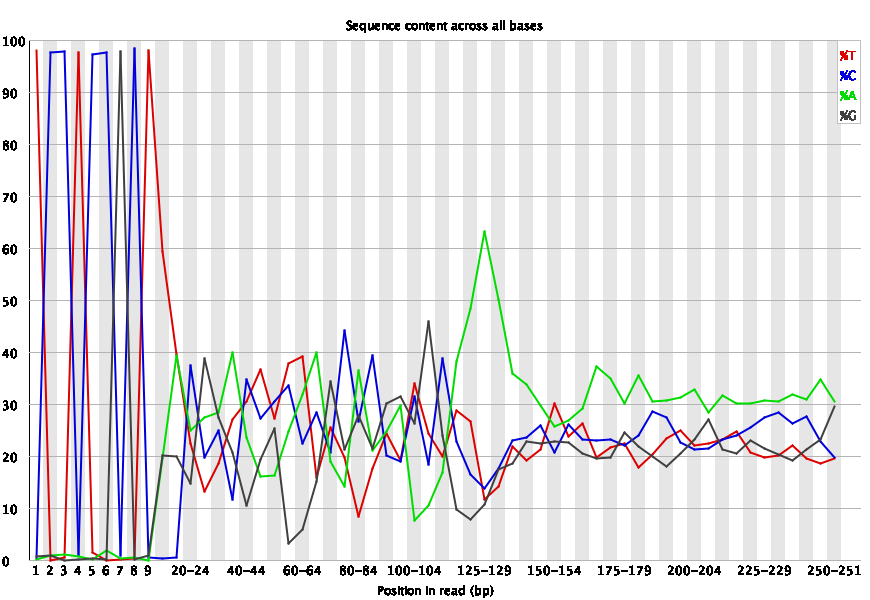 Sequence content across all bases
%T
%C
%A
%G
100
90
80
70
60
50
40
30
20
10
0
1 2 3 4 5 6 7 8 9 20-24 40-44 60-64 80-84 100-104 125-129 150-154 175-179 200-204 225-229 250-251
Position in read (bp)